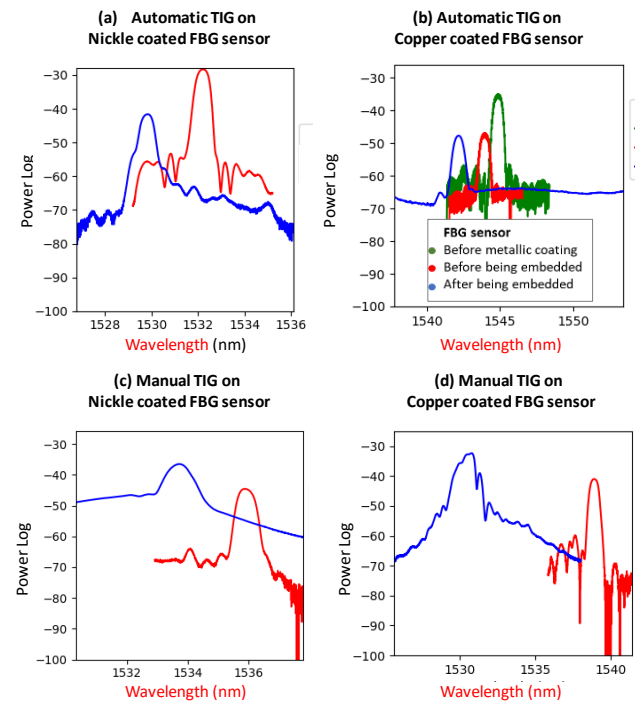 (a) Automatic TIG on
Nickle coated FBG sensor
(b) Automatic TIG on
Copper coated FBG sensor
−30
−40
−50
−60
−70
−80
−90
−100
Power Log
1528
1530
1532
1534
1536
Wavelength (nm)
−30
−40
−50
−60
−70
−80
−90
−100
Power Log
FBG sensor
Before metallic coating
Before being embedded
After being embedded
1540
1545
1550
Wavelength (nm)
(c) Manual TIG on
Nickle coated FBG sensor
(d) Manual TIG on
Copper coated FBG sensor
−30
−40
−50
−60
−70
−80
−90
−100
Power Log
1532
1534
1536
Wavelength (nm)
−30
−40
−50
−60
−70
−80
−90
−100
Power Log
1530
1535
1540
Wavelength (nm)